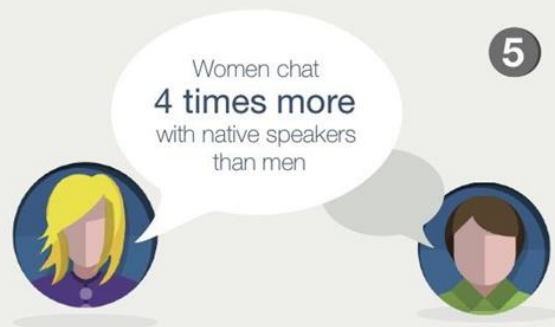 5
Women chat
4 times more
with native speakers
than men